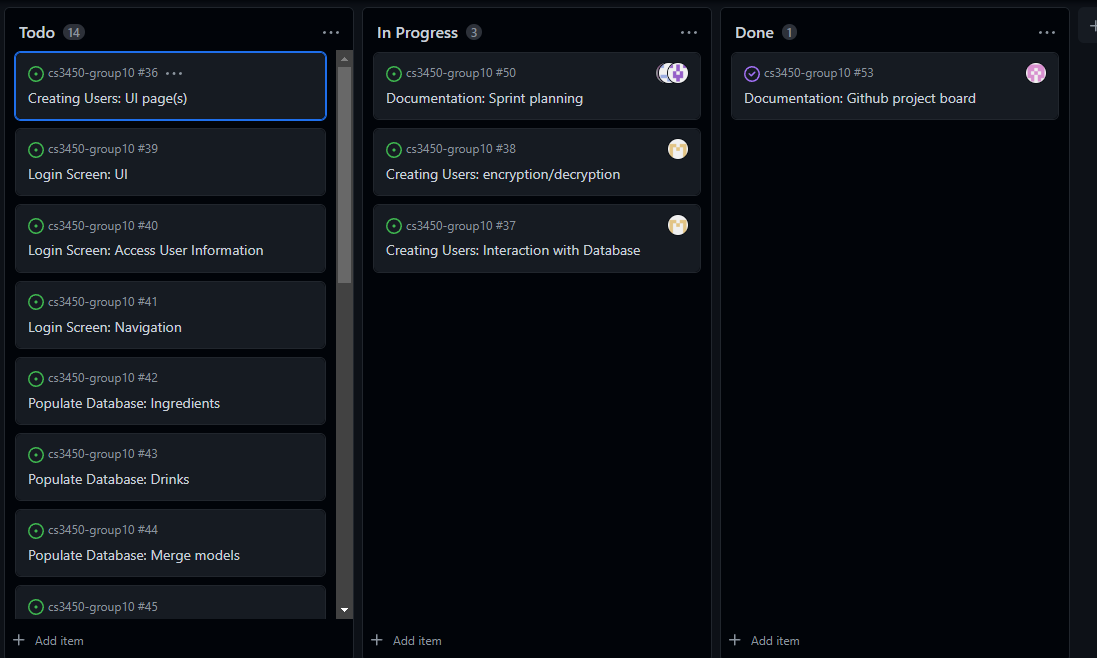 Todo 14
cs3450-group10 #36
Creating Users: UI page(s)
cs3450-group10 #39
Login Screen: UI
cs3450-group10 #40
Login Screen: Access User Information
cs3450-group10 #41
Login Screen: Navigation
cs3450-group10 #42
Populate Database: Ingredients
cs3450-group10 #43
Populate Database: Drinks
cs3450-group10 #44
Populate Database: Merge models
cs3450-group10 #45
+ Add item
In Progress 3
cs3450-group10 #50
Documentation: Sprint planning
cs3450-group10 #38
Creating Users: encryption/decryption
cs3450-group10 #37
Creating Users: Interaction with Database
+ Add item
Done 1
cs3450-group10 #53
Documentation: Github project board
+ Add item